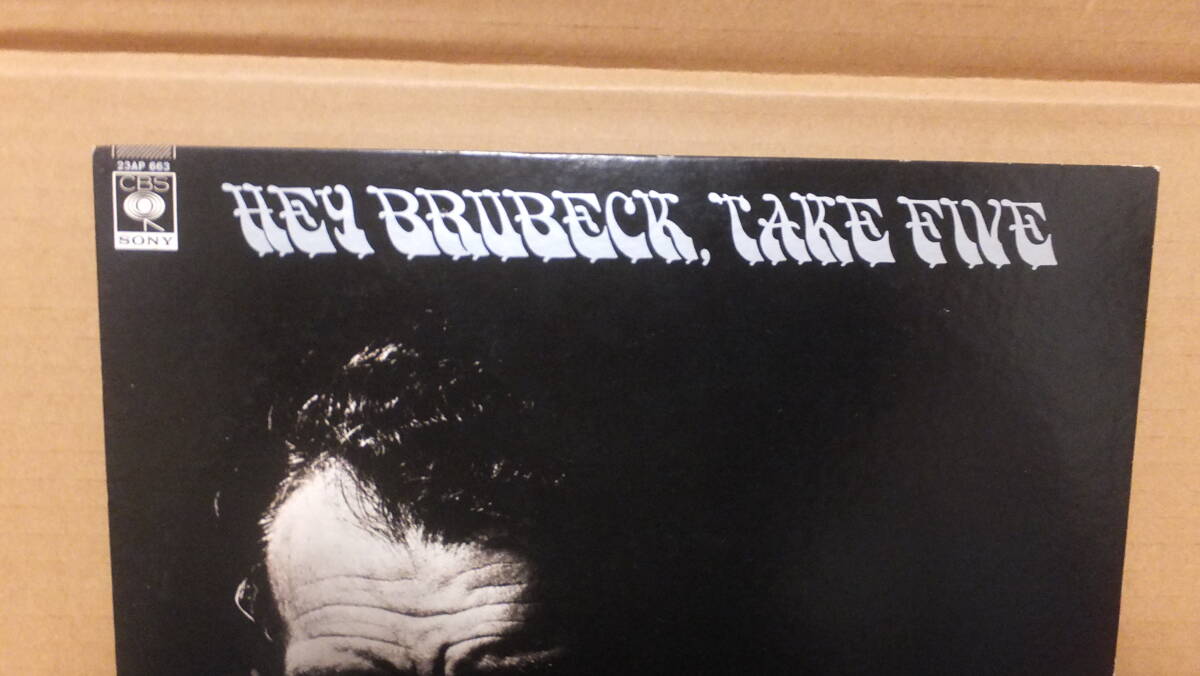 23AP 663
CBS
SONY
HEY BRUBECK, TAKE FIVE